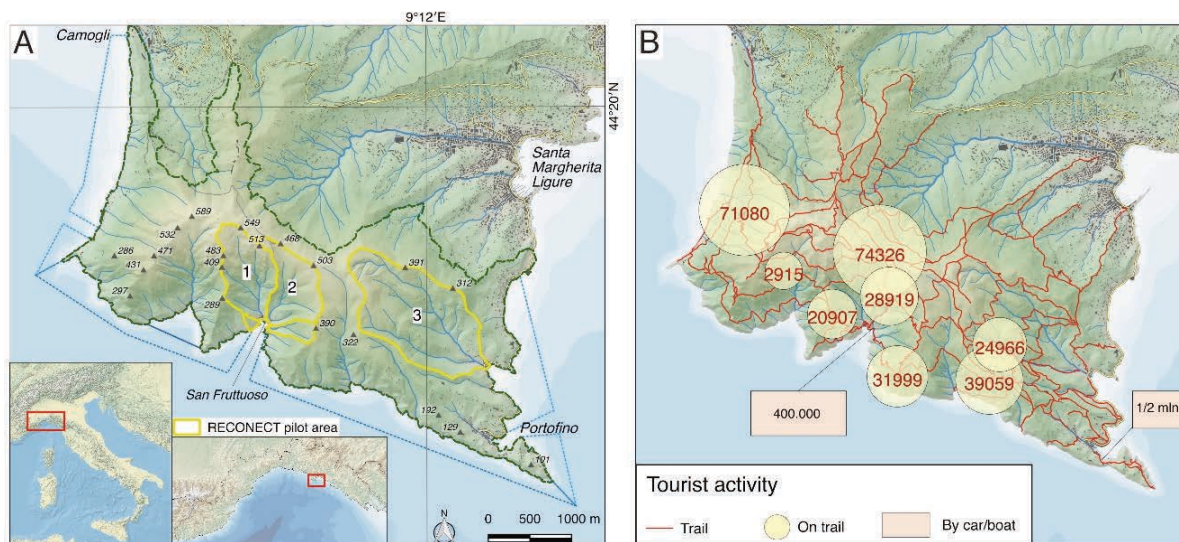 A
Camogli
9°12'E
44°20'N
Santa
Margherita
Ligure
589
549
532
513
468
286
471
483
503
391
431
409
1
312
297
289
2
3
390
322
San Fruttuoso
192
129
Portofino
101
RECONECT pilot area
N
0 500 1000 m
B
71080
74326
2915
28919
20907
24966
31999
39059
400.000
1/2 mln
Tourist activity
Trail
On trail
By car/boat